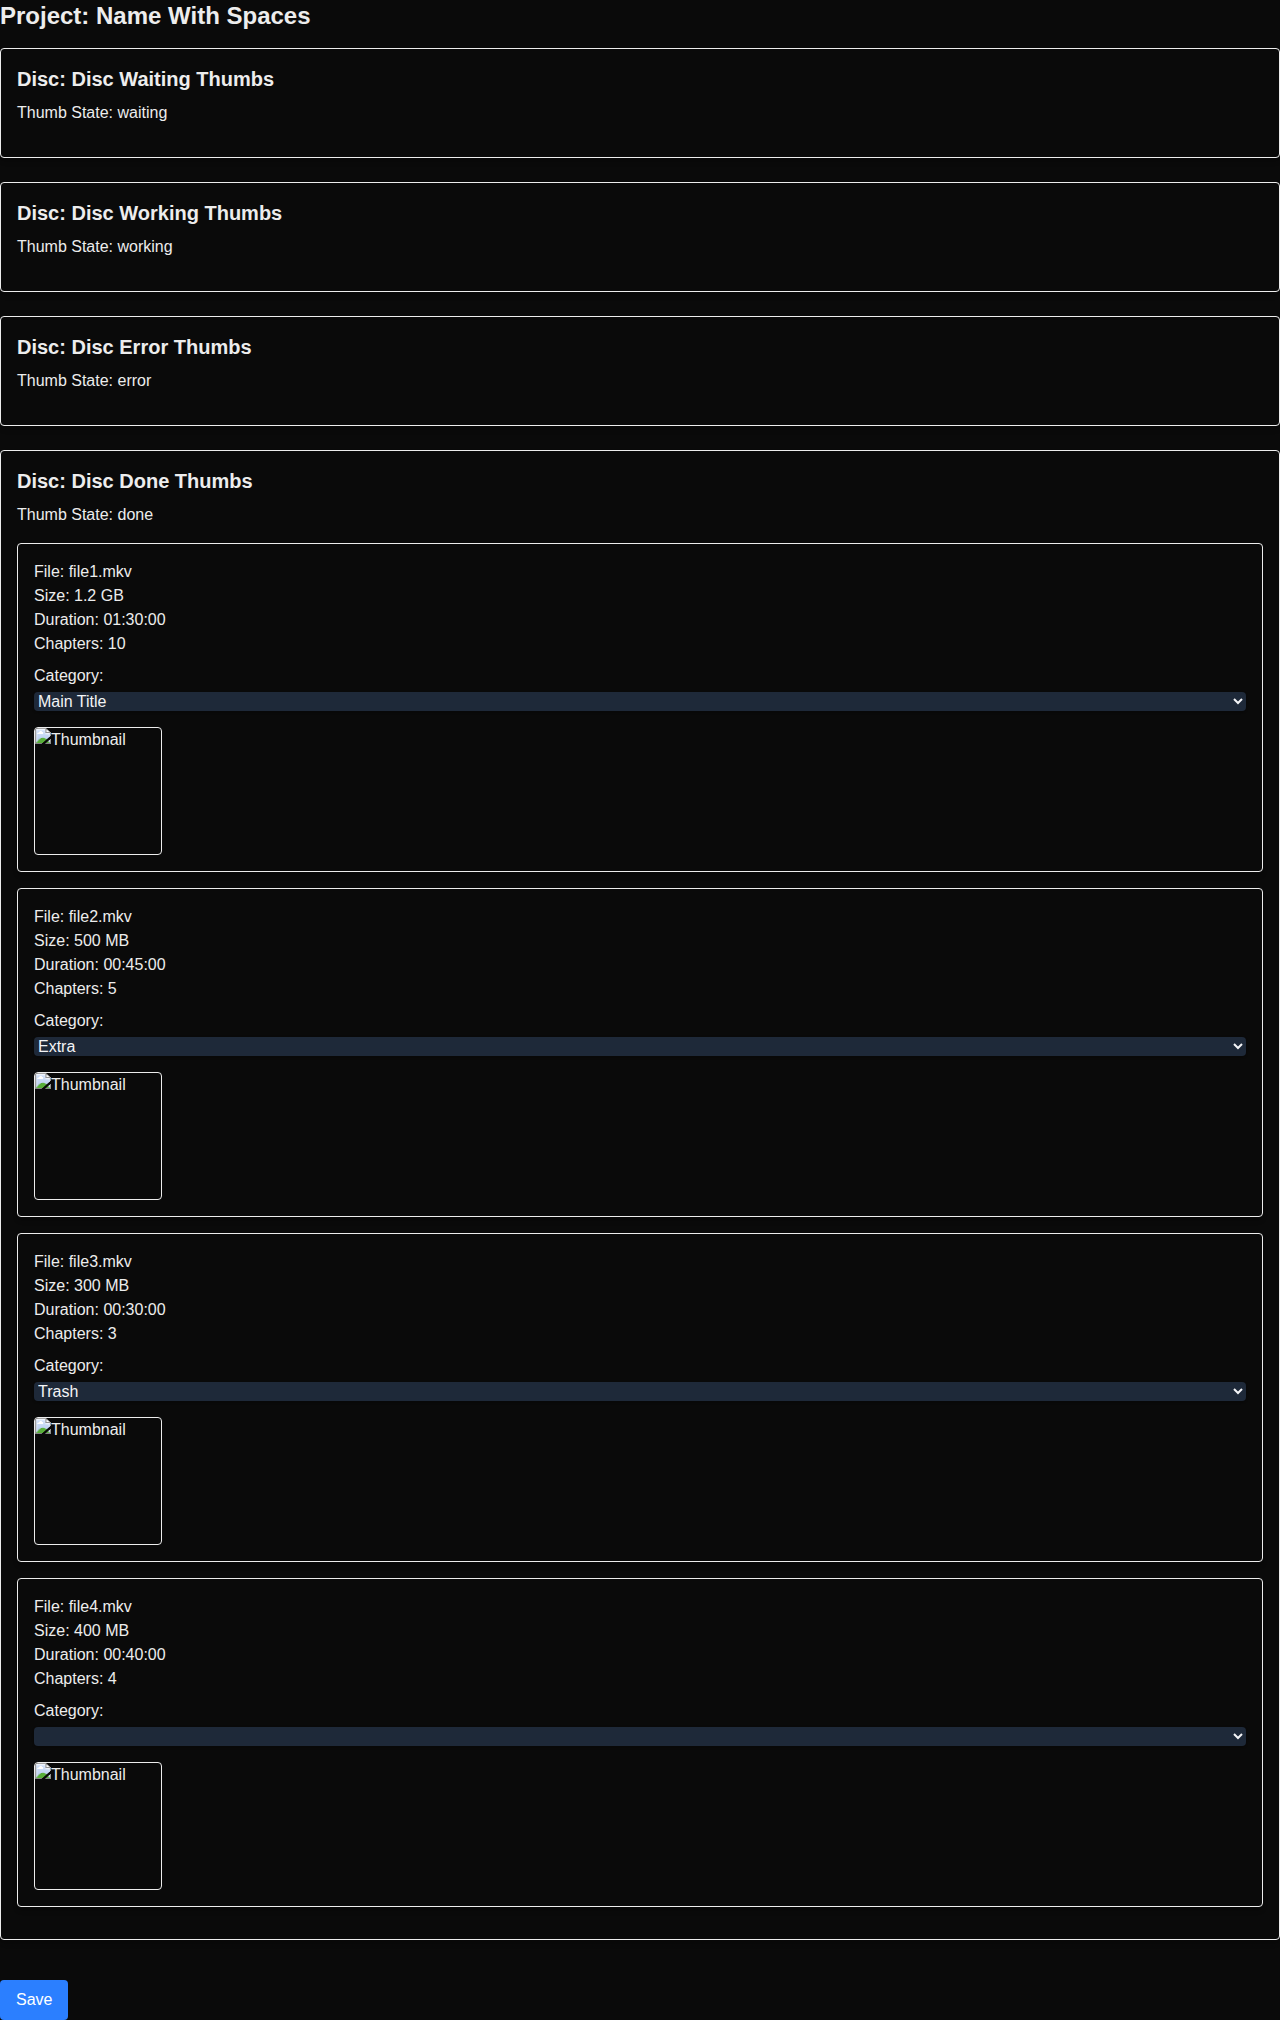 Project: Name With Spaces
Disc: Disc Waiting Thumbs
Thumb State: waiting
Disc: Disc Working Thumbs
Thumb State: working
Disc: Disc Error Thumbs
Thumb State: error
Disc: Disc Done Thumbs
Thumb State: done
File: file1.mkv
Size: 1.2 GB
Duration: 01:30:00
Chapters: 10
Category:
Main Title
Thumbnail
File: file2.mkv
Size: 500 MB
Duration: 00:45:00
Chapters: 5
Category:
Extra
Thumbnail
File: file3.mkv
Size: 300 MB
Duration: 00:30:00
Chapters: 3
Category:
Trash
Thumbnail
File: file4.mkv
Size: 400 MB
Duration: 00:40:00
Chapters: 4
Category:
Thumbnail
Save